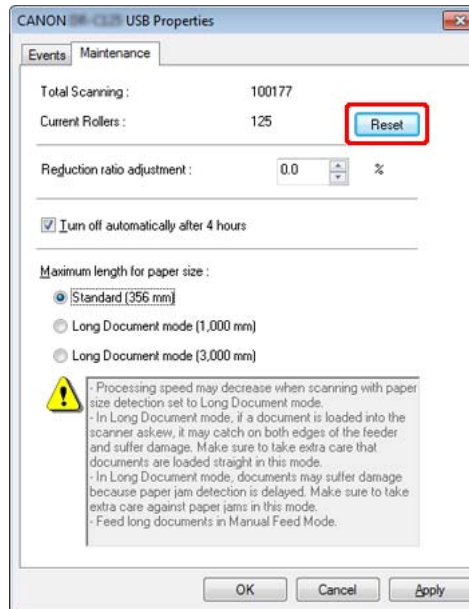 CANON USB Properties
Events Maintenance
Total Scanning : 100177
Current Rollers : 125 Reset
Reduction ratio adjustment : 0.0 %
Turn off automatically after 4 hours
Maximum length for paper size :
Standard (356 mm)
Long Document mode (1,000 mm)
Long Document mode (3,000 mm)
- Processing speed may decrease when scanning with paper
size detection set to Long Document mode.
- In Long Document mode, if a document is loaded into the
scanner askew, it may catch on both edges of the feeder
and suffer damage. Make sure to take extra care that
documents are loaded straight in this mode.
- In Long Document mode, documents may suffer damage
because paper jam detection is delayed. Make sure to take
extra care against paper jams in this mode.
- Feed long documents in Manual Feed Mode.
OK Cancel Apply